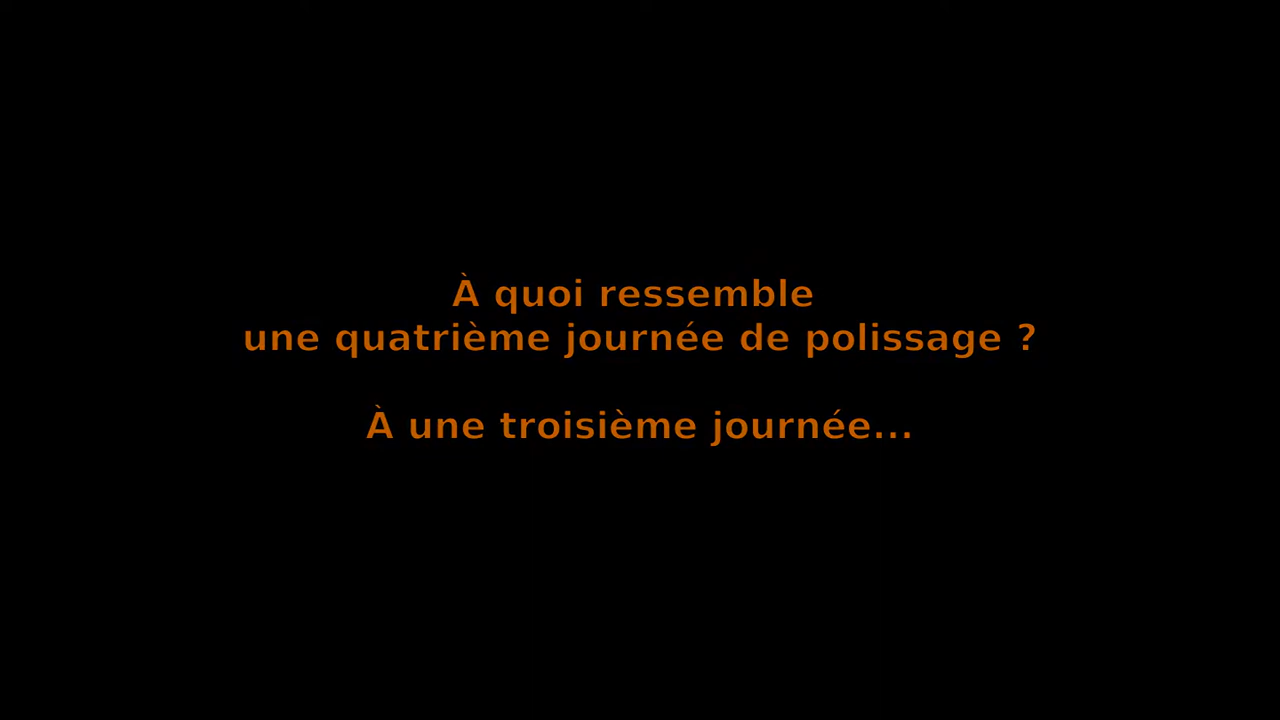 À quoi ressemble
une quatrième journée de polissage ?
À une troisième journée...